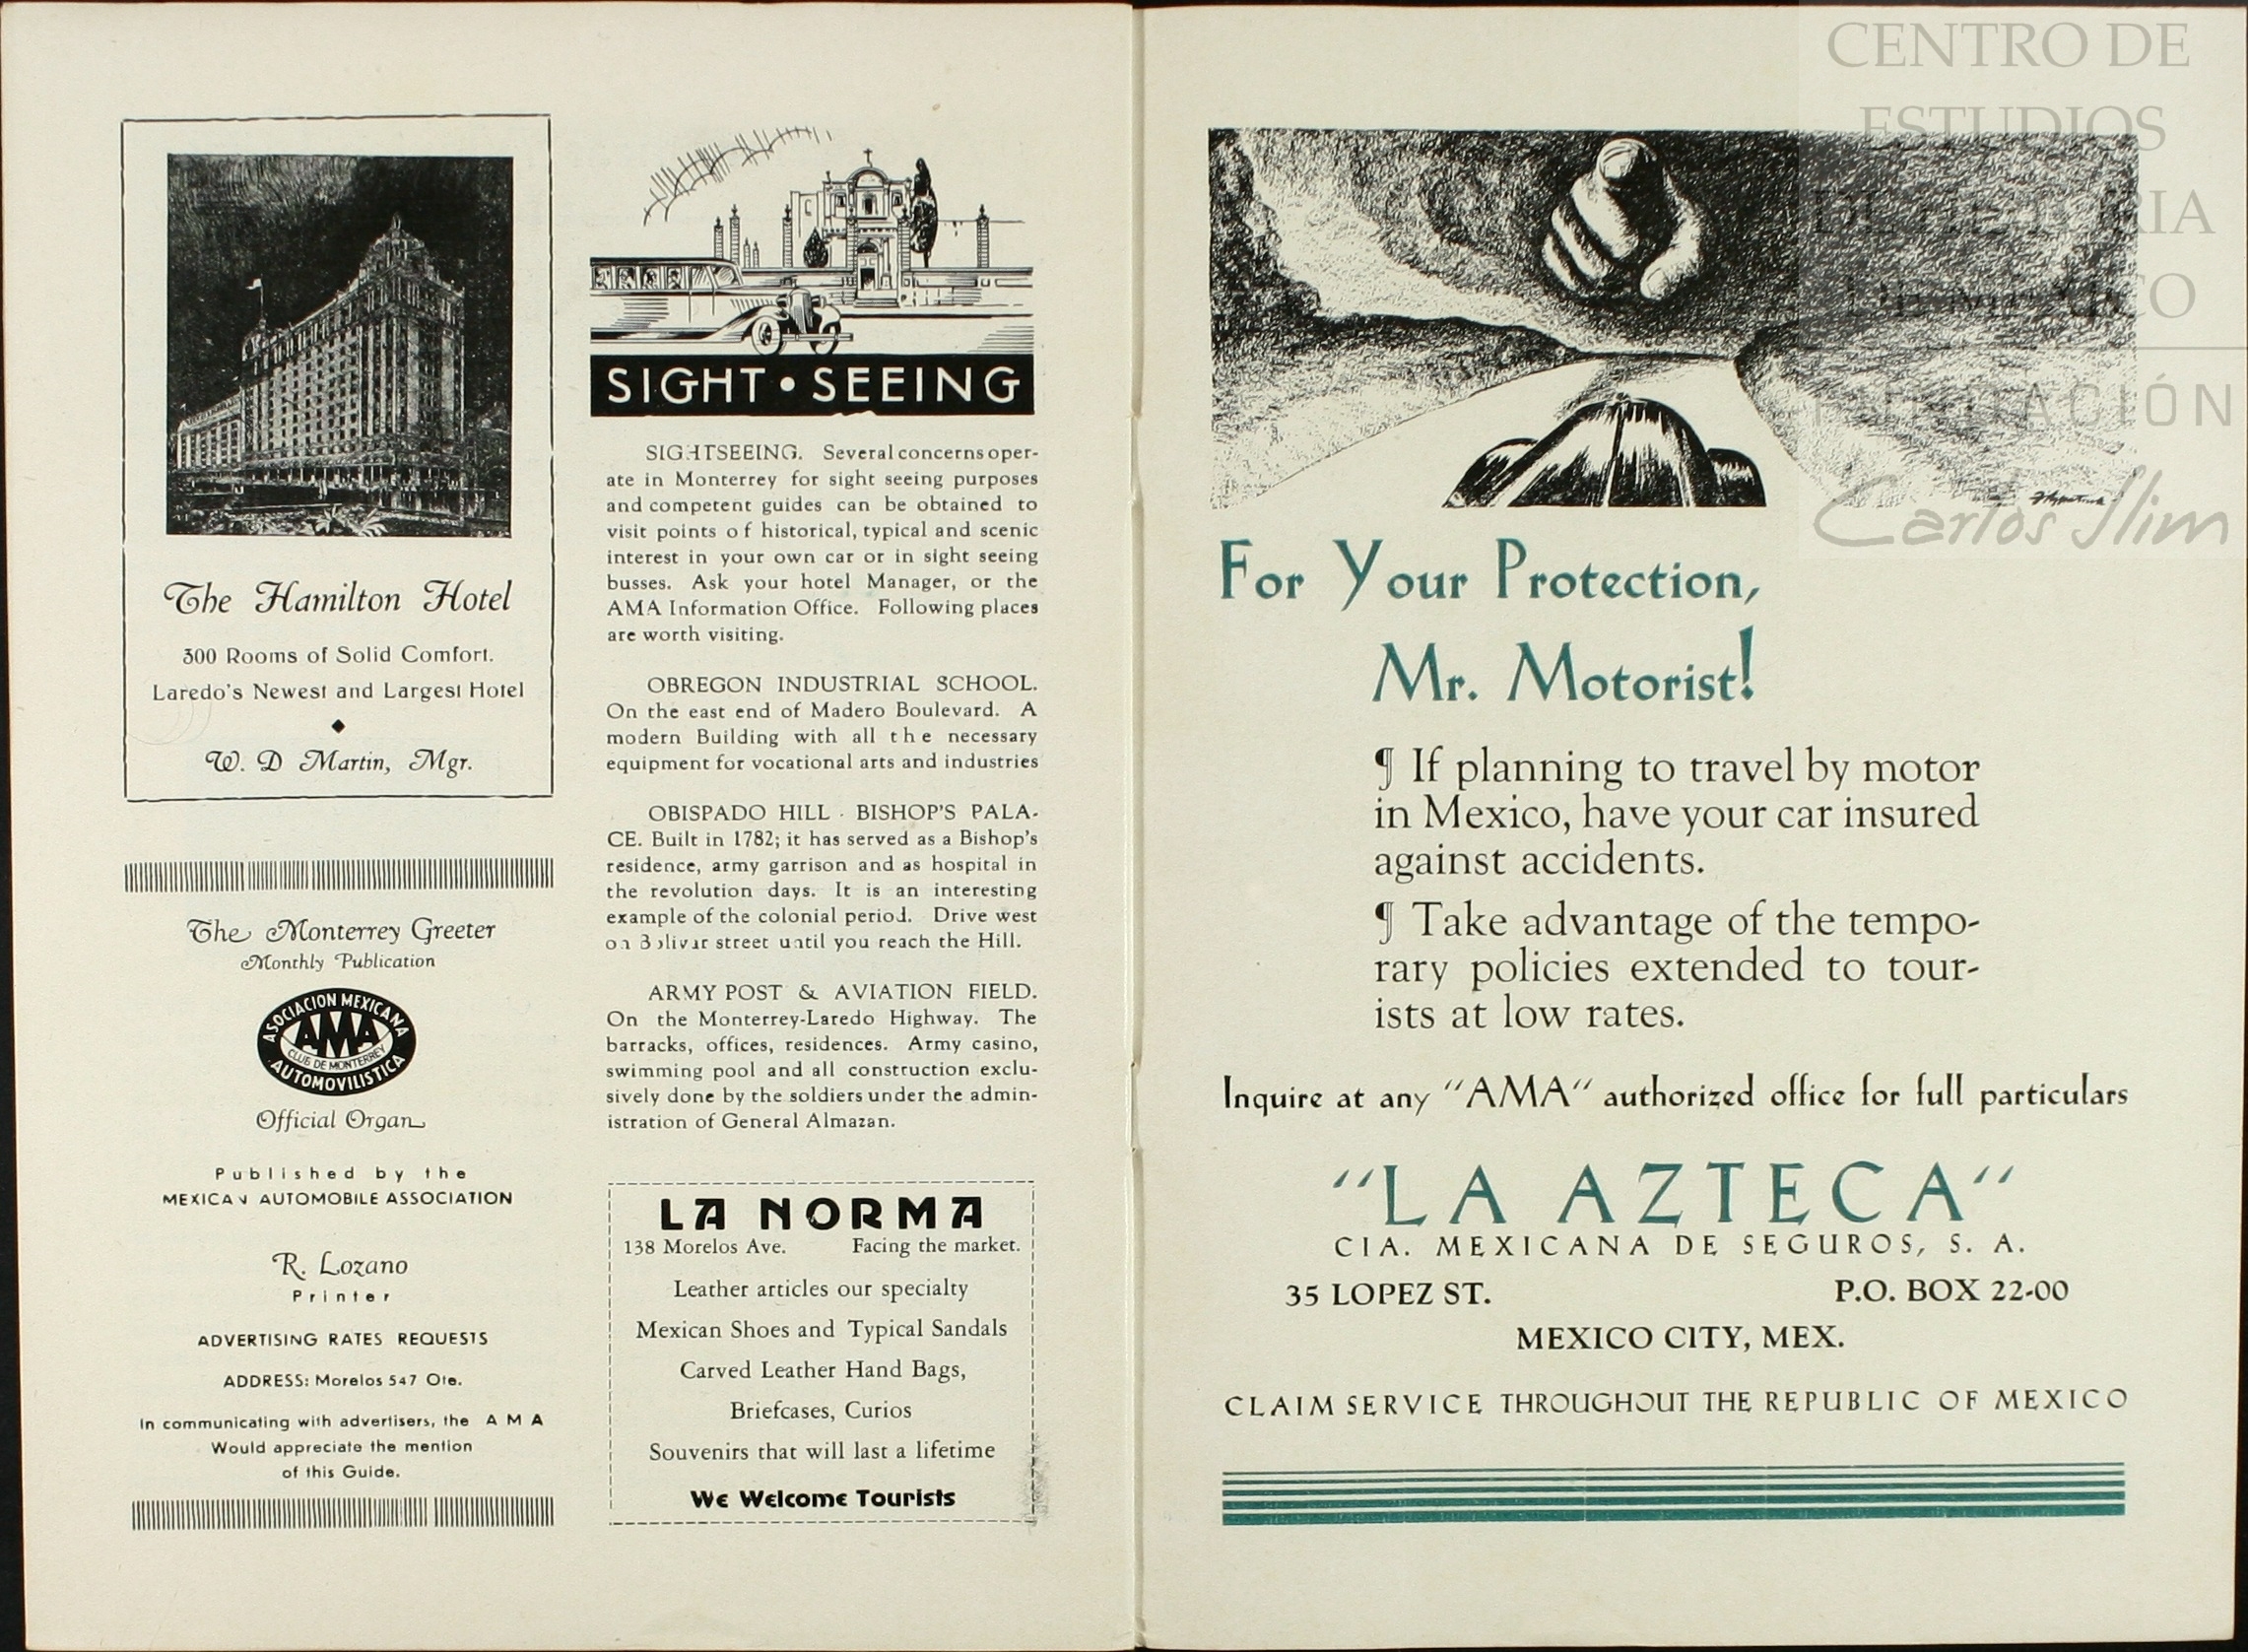 The Hamilton Hotel
300 Rooms of Solid Comfort.
Laredo's Newest and Largest Hotel
W. D Martin, Mgr.
The Monterrey Greeter
Monthly Publication
ASOCIACION MEXICANA
AMA
CLUB DE MONTERREY
AUTOMOVILISTICA
Official Organ
Published by the
MEXICAN AUTOMOBILE ASSOCIATION
R. Lozano
Printer
ADVERTISING RATES REQUESTS
ADDRESS: Morelos 547 Ote.
In communicating with advertisers, the A M A
Would appreciate the mention
of this Guide.
SIGHT • SEEING
SIGHTSEEING. Several concerns oper-
ate in Monterrey for sight seeing purposes
and competent guides can be obtained to
visit points of historical, typical and scenic
interest in your own car or in sight seeing
busses. Ask your hotel Manager, or the
AMA Information Office. Following places
are worth visiting.
OBREGON INDUSTRIAL SCHOOL.
On the east end of Madero Boulevard. A
modern Building with all the necessary
equipment for vocational arts and industries
OBISPADO HILL - BISHOP'S PALA-
CE. Built in 1782; it has served as a Bishop's
residence, army garrison and as hospital in
the revolution days. It is an interesting
example of the colonial period. Drive west
on Bolivar street until you reach the Hill.
ARMY POST & AVIATION FIELD.
On the Monterrey-Laredo Highway. The
barracks, offices, residences. Army casino,
swimming pool and all construction exclu-
sively done by the soldiers under the admin-
istration of General Almazan.
LA NORMA
138 Morelos Ave. Facing the market.
Leather articles our specialty
Mexican Shoes and Typical Sandals
Carved Leather Hand Bags,
Briefcases, Curios
Souvenirs that will last a lifetime
We Welcome Tourists
For Your Protection,
Mr. Motorist!
¶ If planning to travel by motor
in Mexico, have your car insured
against accidents.
¶ Take advantage of the tempo-
rary policies extended to tour-
ists at low rates.
Inquire at any "AMA" authorized office for full particulars
"LA AZTECA"
CIA. MEXICANA DE SEGUROS, S. A.
35 LOPEZ ST. P.O. BOX 22-00
MEXICO CITY, MEX.
CLAIM SERVICE THROUGHOUT THE REPUBLIC OF MEXICO
CENTRO DE
ESTUDIOS
DE HISTORIA
DE MÉXICO
FUNDACIÓN
Carlos Slim